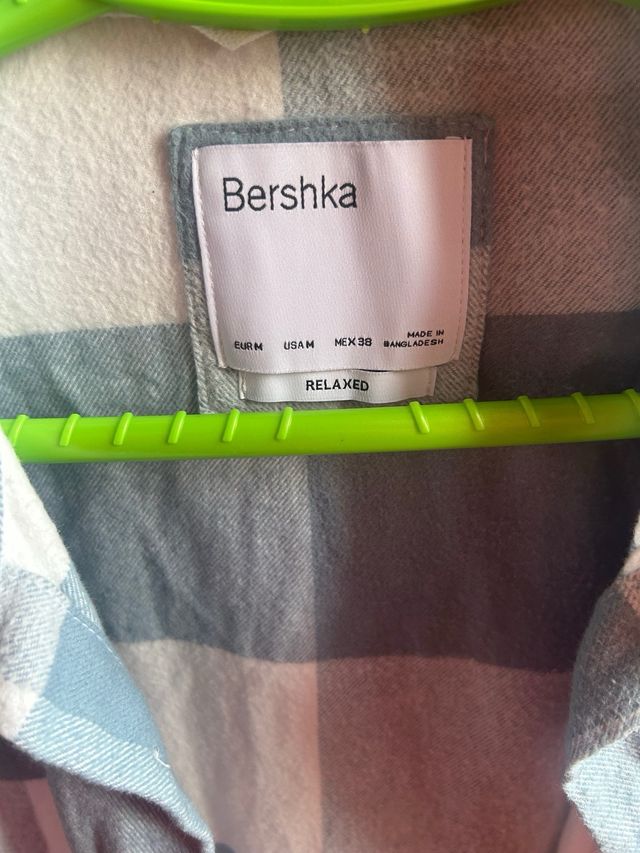 Bershka
EUR M USA M MEX 38 MADE IN BANGLADESH
RELAXED